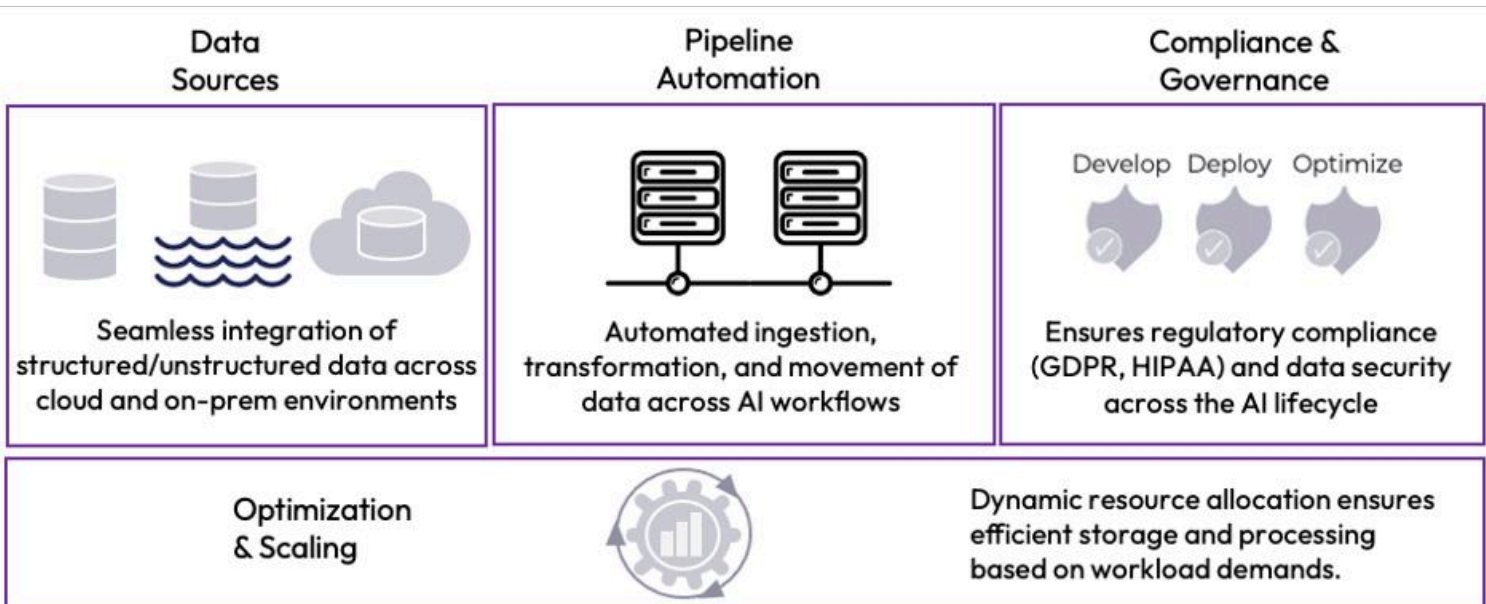 Data
Sources
Pipeline
Automation
Compliance &
Governance
Seamless integration of
structured/unstructured data across
cloud and on-prem environments
Automated ingestion,
transformation, and movement of
data across AI workflows
Develop Deploy Optimize
Ensures regulatory compliance
(GDPR, HIPAA) and data security
across the AI lifecycle
Optimization
& Scaling
Dynamic resource allocation ensures
efficient storage and processing
based on workload demands.